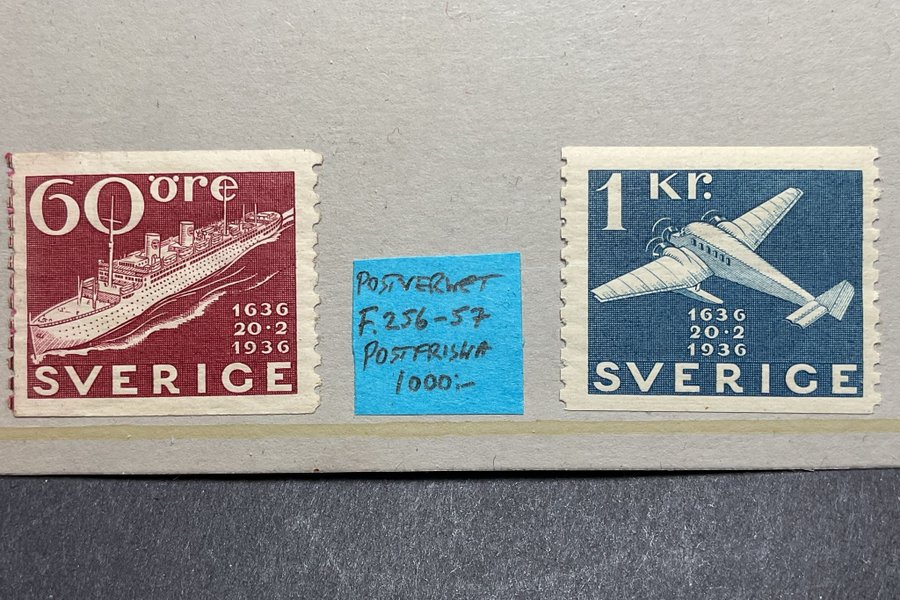 60 öre
1636
20·2
1936
SVERIGE
POSTVERKET
F. 256-57
POSTFRISKA
1000:-
1 Kr.
1636
20·2
1936
SVERIGE